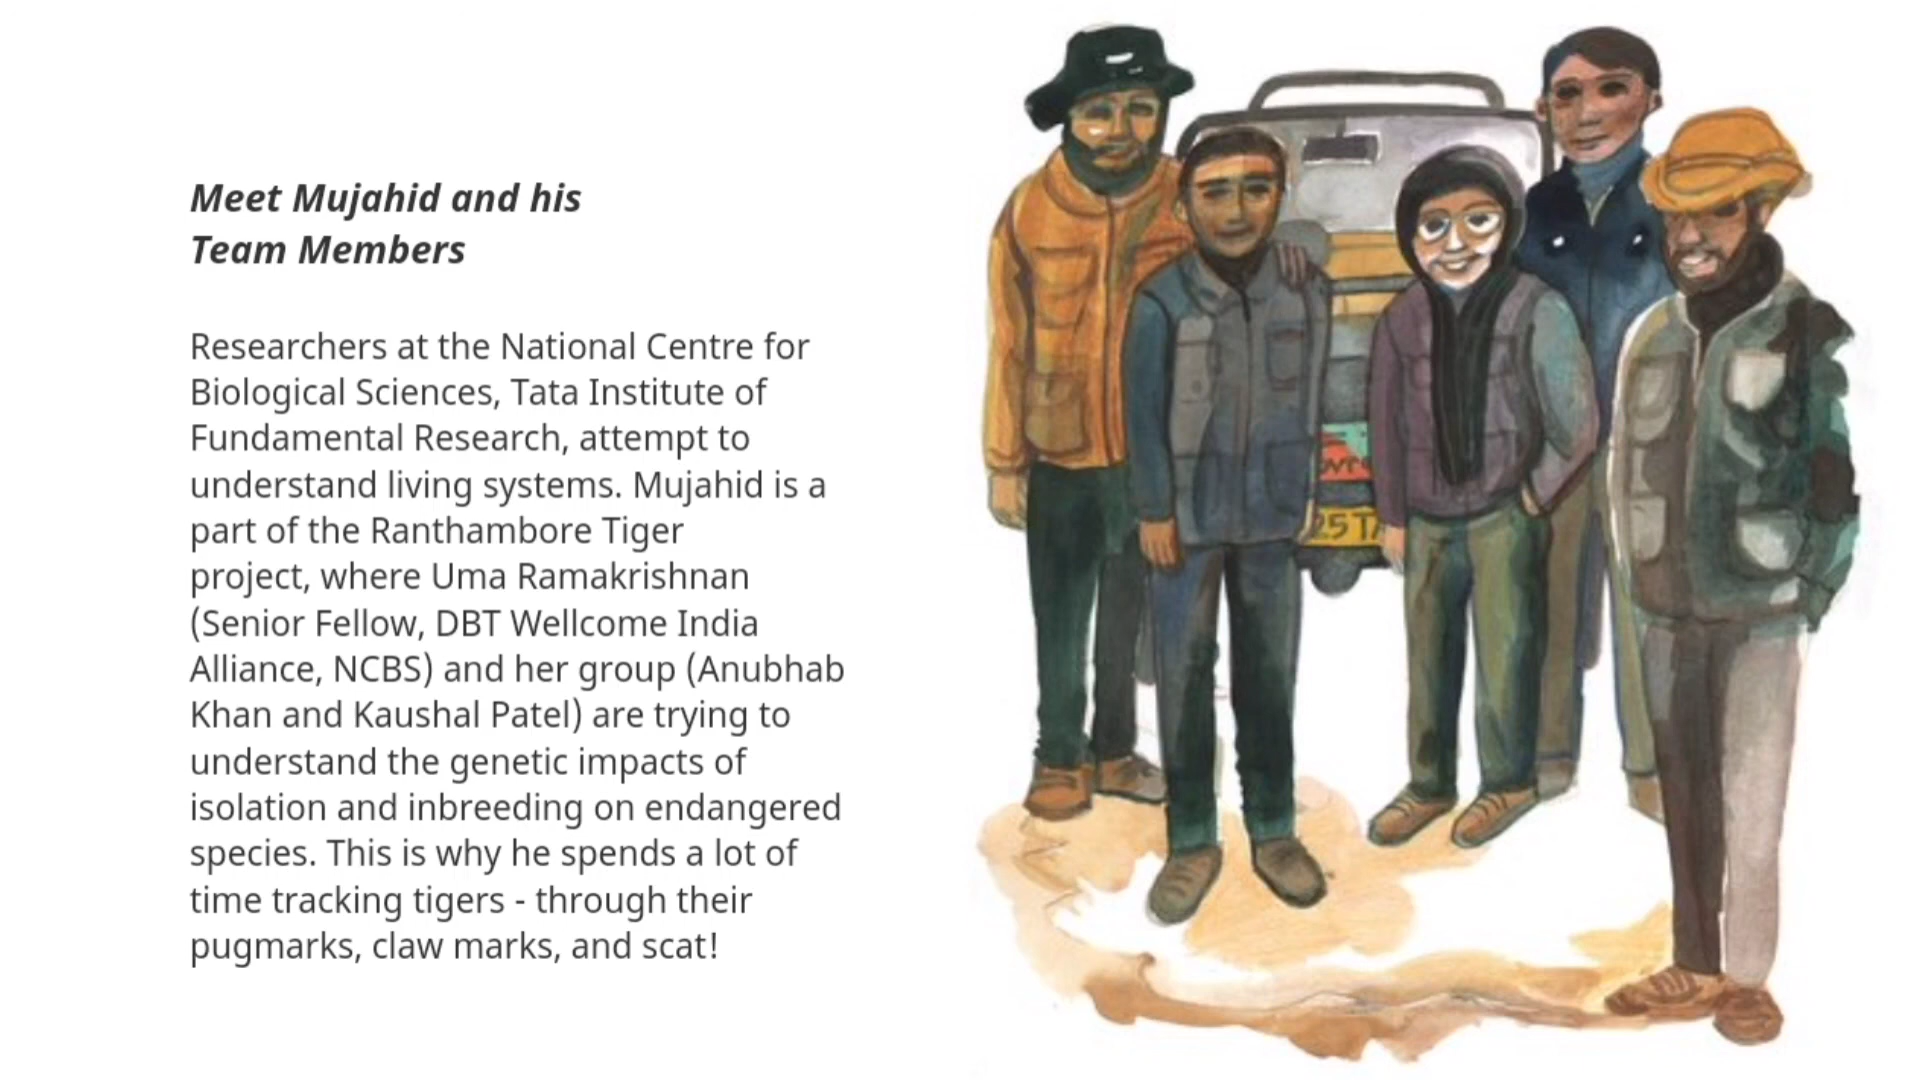 Meet Mujahid and his
Team Members
Researchers at the National Centre for
Biological Sciences, Tata Institute of
Fundamental Research, attempt to
understand living systems. Mujahid is a
part of the Ranthambore Tiger
project, where Uma Ramakrishnan
(Senior Fellow, DBT Wellcome India
Alliance, NCBS) and her group (Anubhab
Khan and Kaushal Patel) are trying to
understand the genetic impacts of
isolation and inbreeding on endangered
species. This is why he spends a lot of
time tracking tigers - through their
pugmarks, claw marks, and scat!
25 T